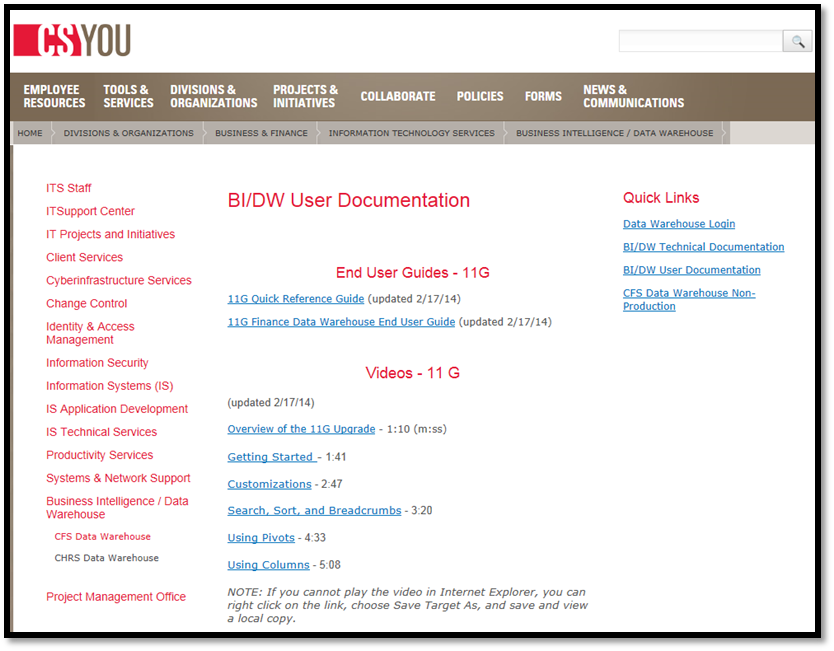 CSYOU
EMPLOYEE
RESOURCES
TOOLS &
SERVICES
DIVISIONS &
ORGANIZATIONS
PROJECTS &
INITIATIVES
COLLABORATE
POLICIES
FORMS
NEWS &
COMMUNICATIONS
HOME
DIVISIONS & ORGANIZATIONS
BUSINESS & FINANCE
INFORMATION TECHNOLOGY SERVICES
BUSINESS INTELLIGENCE / DATA WAREHOUSE
ITS Staff
ITSupport Center
IT Projects and Initiatives
Client Services
Cyberinfrastructure Services
Change Control
Identity & Access
Management
Information Security
Information Systems (IS)
IS Application Development
IS Technical Services
Productivity Services
Systems & Network Support
Business Intelligence / Data
Warehouse
CFS Data Warehouse
CHRS Data Warehouse
Project Management Office
BI/DW User Documentation
End User Guides - 11G
11G Quick Reference Guide (updated 2/17/14)
11G Finance Data Warehouse End User Guide (updated 2/17/14)
Videos - 11 G
(updated 2/17/14)
Overview of the 11G Upgrade - 1:10 (m:ss)
Getting Started - 1:41
Customizations - 2:47
Search, Sort, and Breadcrumbs - 3:20
Using Pivots - 4:33
Using Columns - 5:08
NOTE: If you cannot play the video in Internet Explorer, you can
right click on the link, choose Save Target As, and save and view
a local copy.
Quick Links
Data Warehouse Login
BI/DW Technical Documentation
BI/DW User Documentation
CFS Data Warehouse Non-
Production